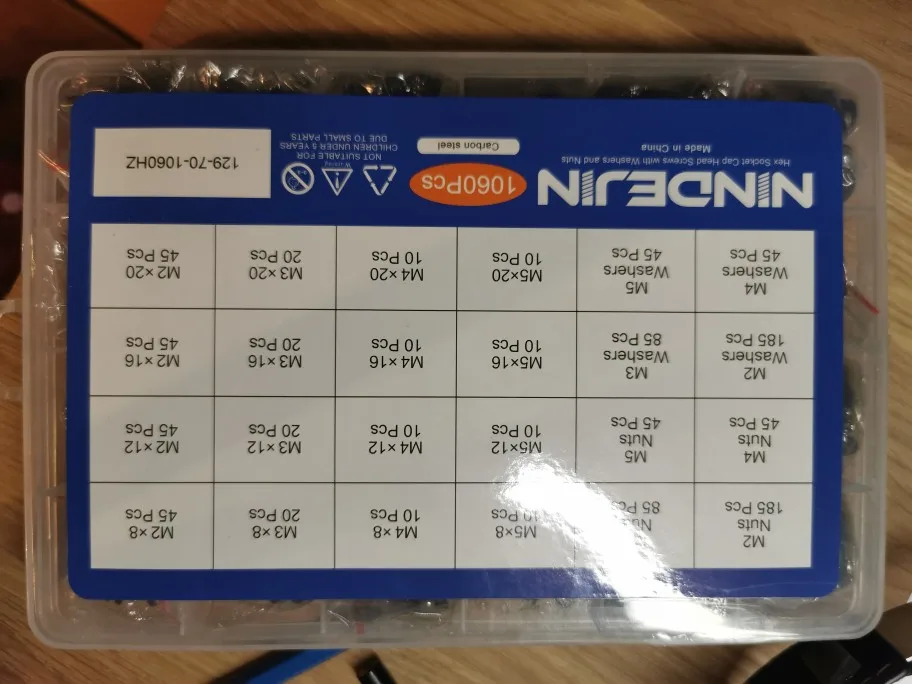 M2
Nuts
185 Pcs
85 Pcs
M5×8
Pcs
M4×8
10 Pcs
M3×8
20 Pcs
M2×8
45 Pcs
M4
Nuts
45 Pcs
M5
Nuts
45 Pcs
M5×12
10 Pcs
M4×12
10 Pcs
M3×12
20 Pcs
M2×12
45 Pcs
M2
Washers
185 Pcs
M3
Washers
85 Pcs
M5×16
10 Pcs
M4×16
10 Pcs
M3×16
20 Pcs
M2×16
45 Pcs
M4
Washers
45 Pcs
M5
Washers
45 Pcs
M5×20
10 Pcs
M4×20
10 Pcs
M3×20
20 Pcs
M2×20
45 Pcs
NINDEJIN
Hex Socket Cap Head Screws with Washers and Nuts
Made in China
1060Pcs
Carbon steel
NOT SUITABLE FOR
CHILDREN UNDER 5 YEARS
DUE TO SMALL PARTS
129-70-1060HZ